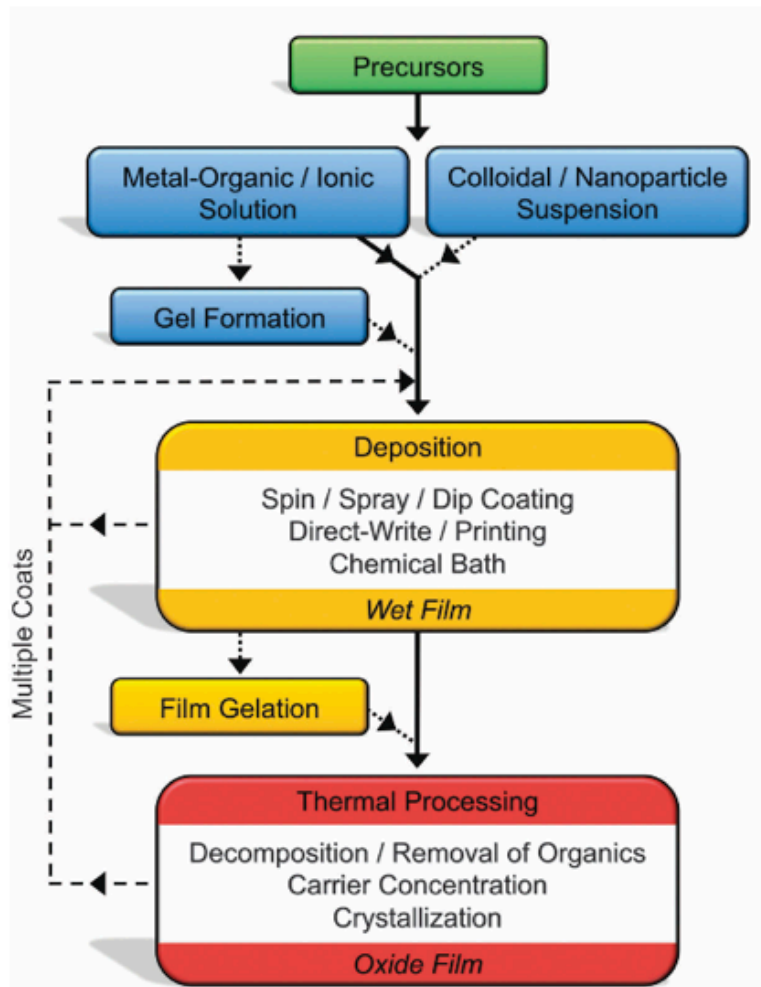 Precursors
Metal-Organic / Ionic
Solution
Colloidal / Nanoparticle
Suspension
Gel Formation
Deposition
Spin / Spray / Dip Coating
Direct-Write / Printing
Chemical Bath
Wet Film
Multiple Coats
Film Gelation
Thermal Processing
Decomposition / Removal of Organics
Carrier Concentration
Crystallization
Oxide Film